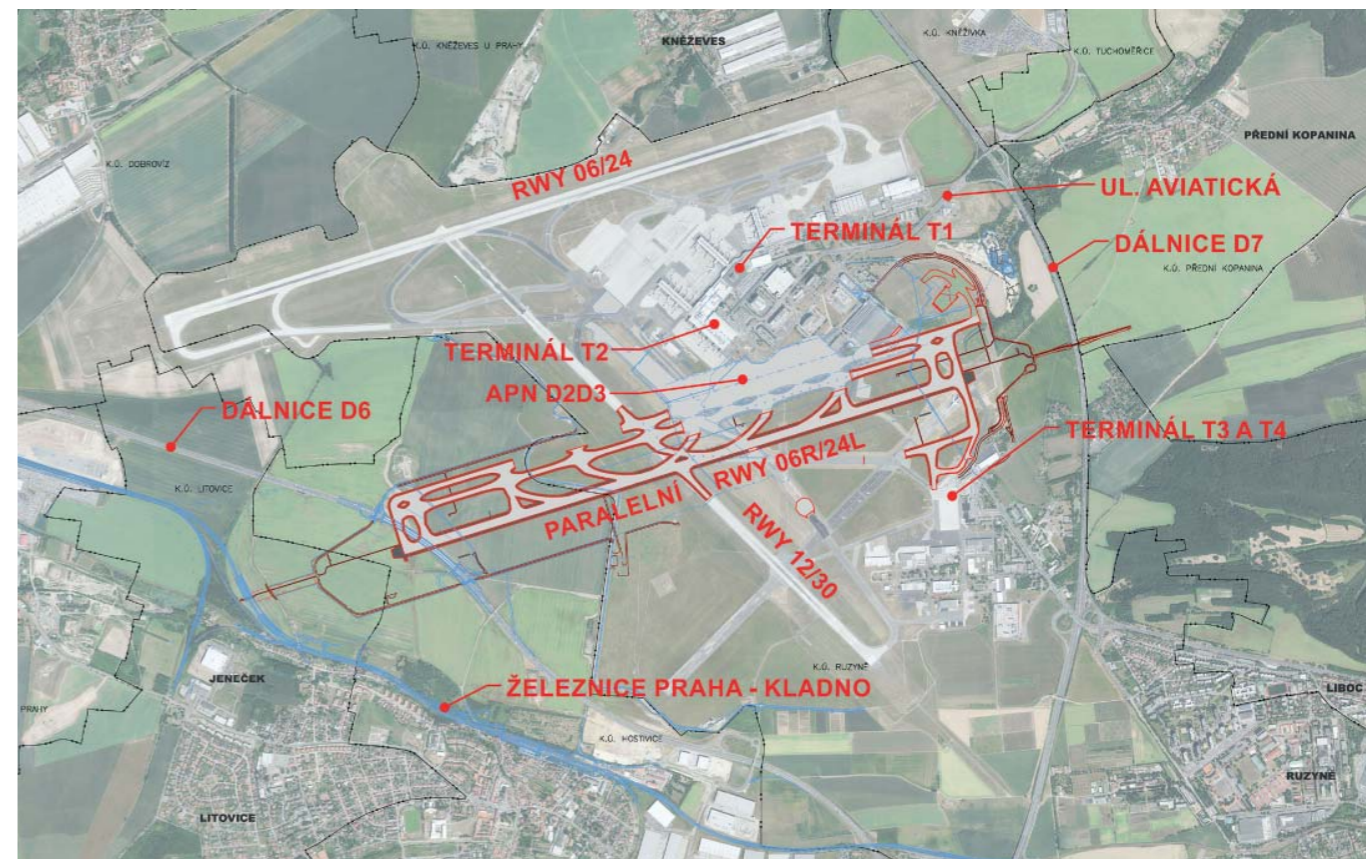 K.Ú. KNĚŽEVES U PRAHY
KNĚŽEVES
K.Ú. KNĚŽÍVKA
K.Ú. TUCHOMĚŘICE
PŘEDNÍ KOPANINA
K.Ú. DOBROVÍZ
RWY 06/24
UL. AVIATICKÁ
TERMINÁL T1
DÁLNICE D7
K.Ú. PŘEDNÍ KOPANINA
TERMINÁL T2
APN D2D3
DÁLNICE D6
TERMINÁL T3 A T4
K.Ú. LITOVICE
PARALELNÍ RWY 06R/24L
RWY 12/30
K.Ú. RUZYNĚ
JENEČEK
ŽELEZNICE PRAHA - KLADNO
LIBOC
PRAHY
K.Ú. HOSTIVICE
RUZYNĚ
LITOVICE